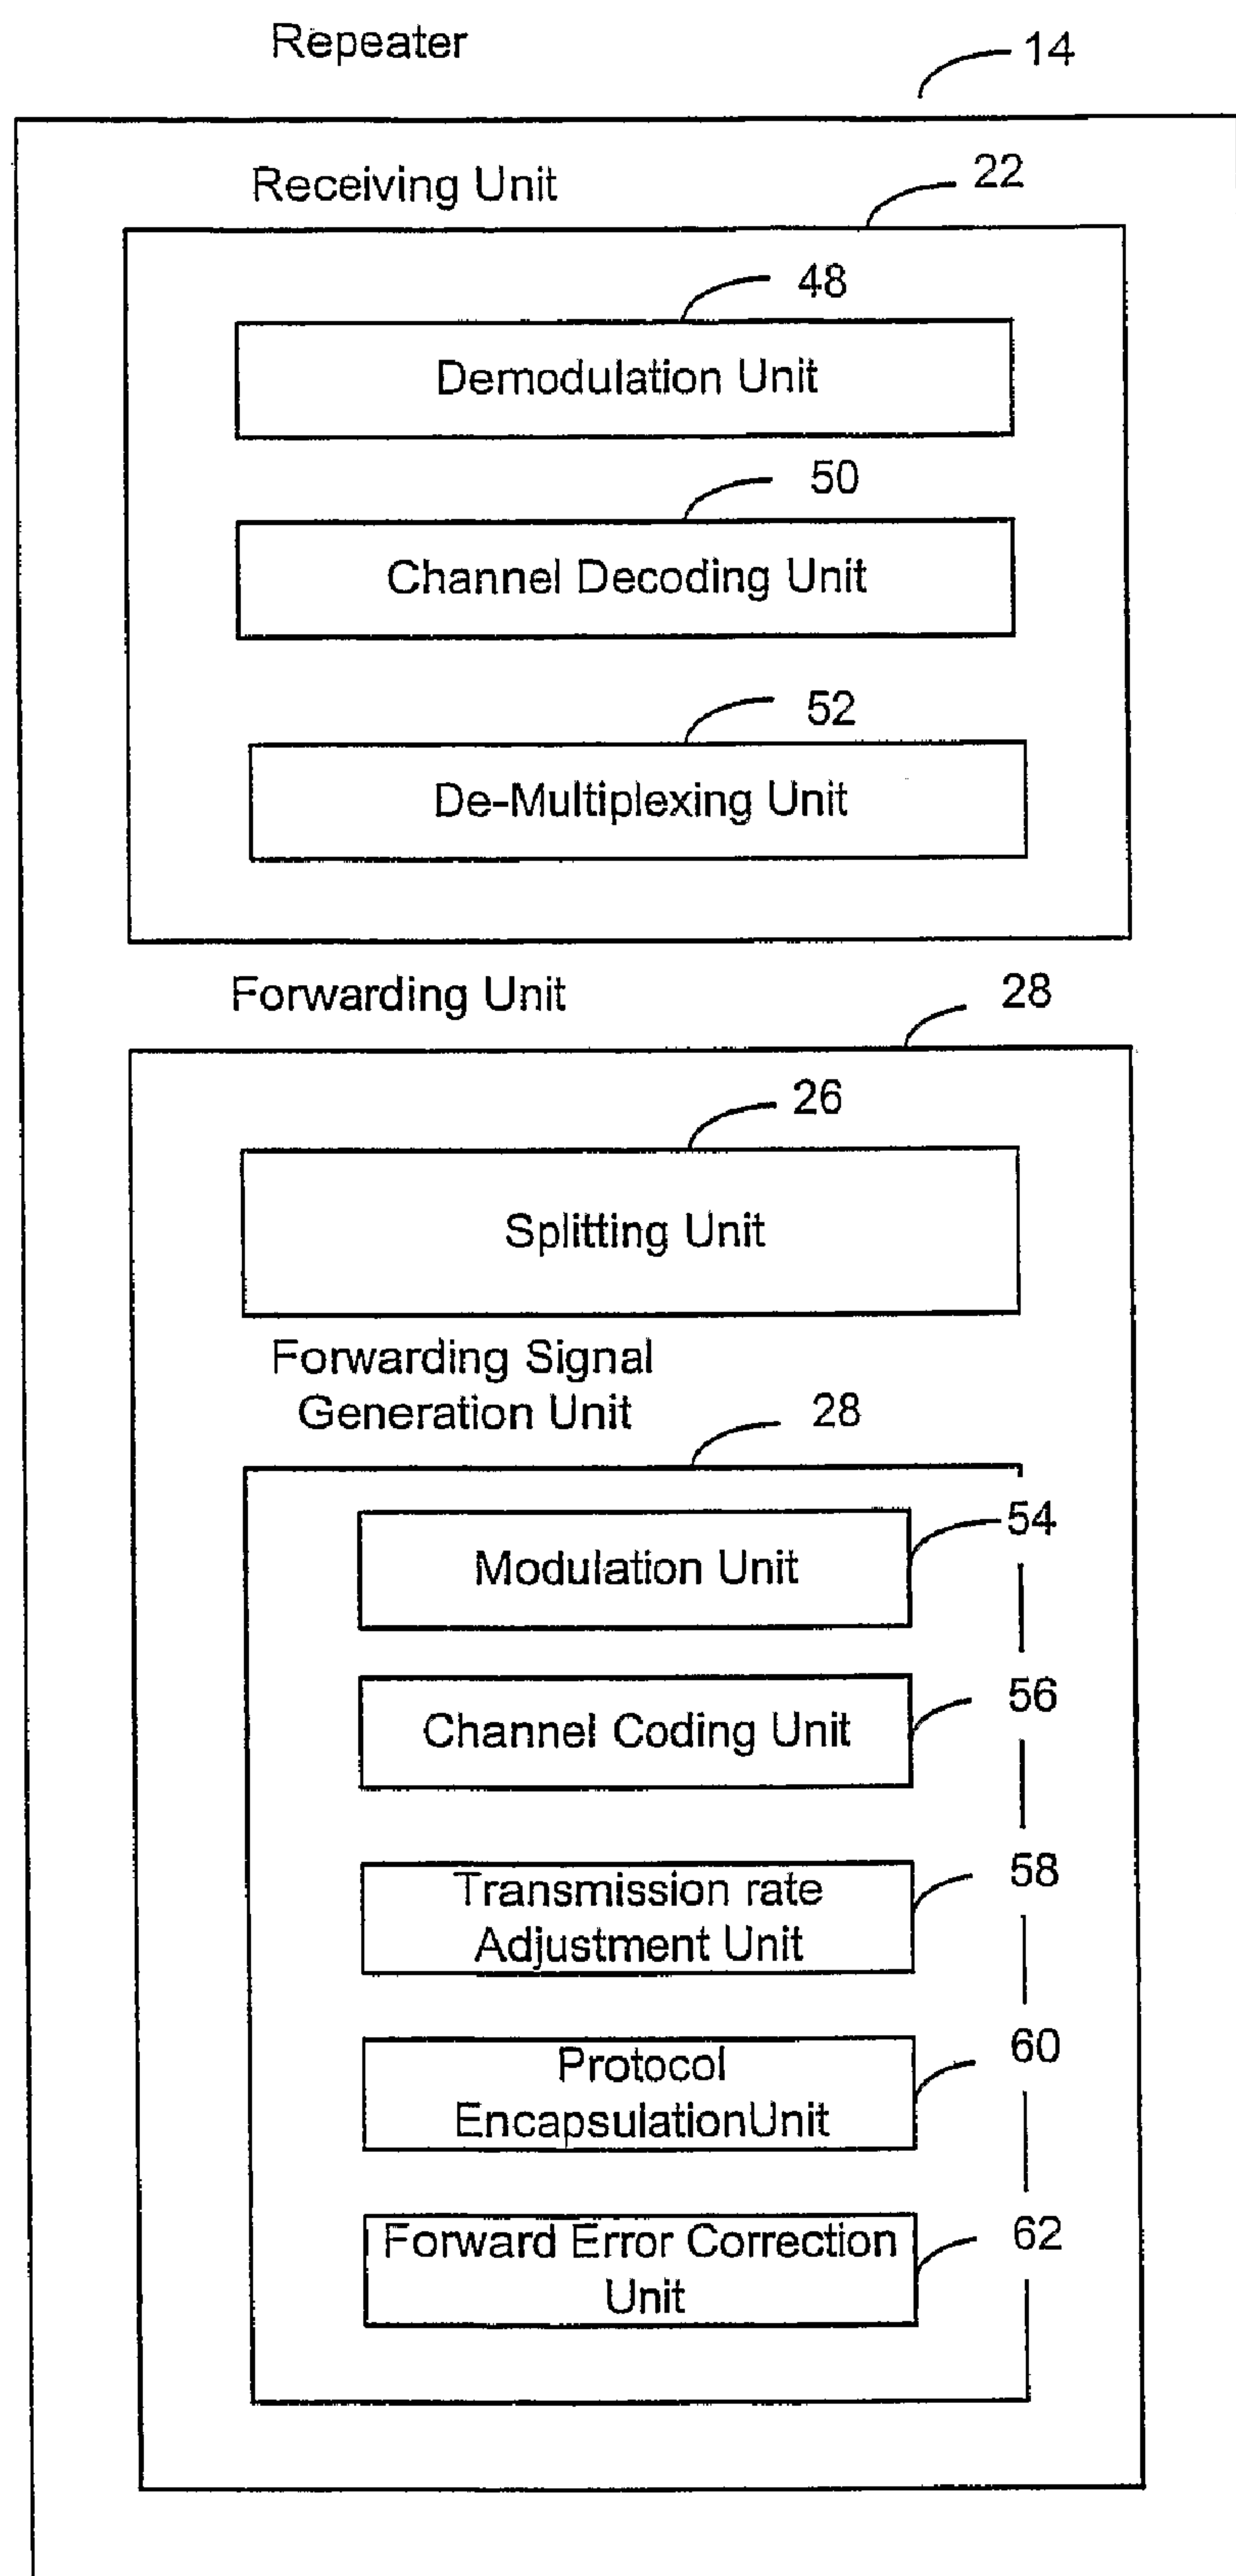 Repeater
14
Receiving Unit
22
48
Demodulation Unit
50
Channel Decoding Unit
52
De-Multiplexing Unit
Forwarding Unit
28
26
Splitting Unit
Forwarding Signal
Generation Unit
28
54
Modulation Unit
56
Channel Coding Unit
58
Transmission rate
Adjustment Unit
60
Protocol
EncapsulationUnit
62
Forward Error Correction
Unit